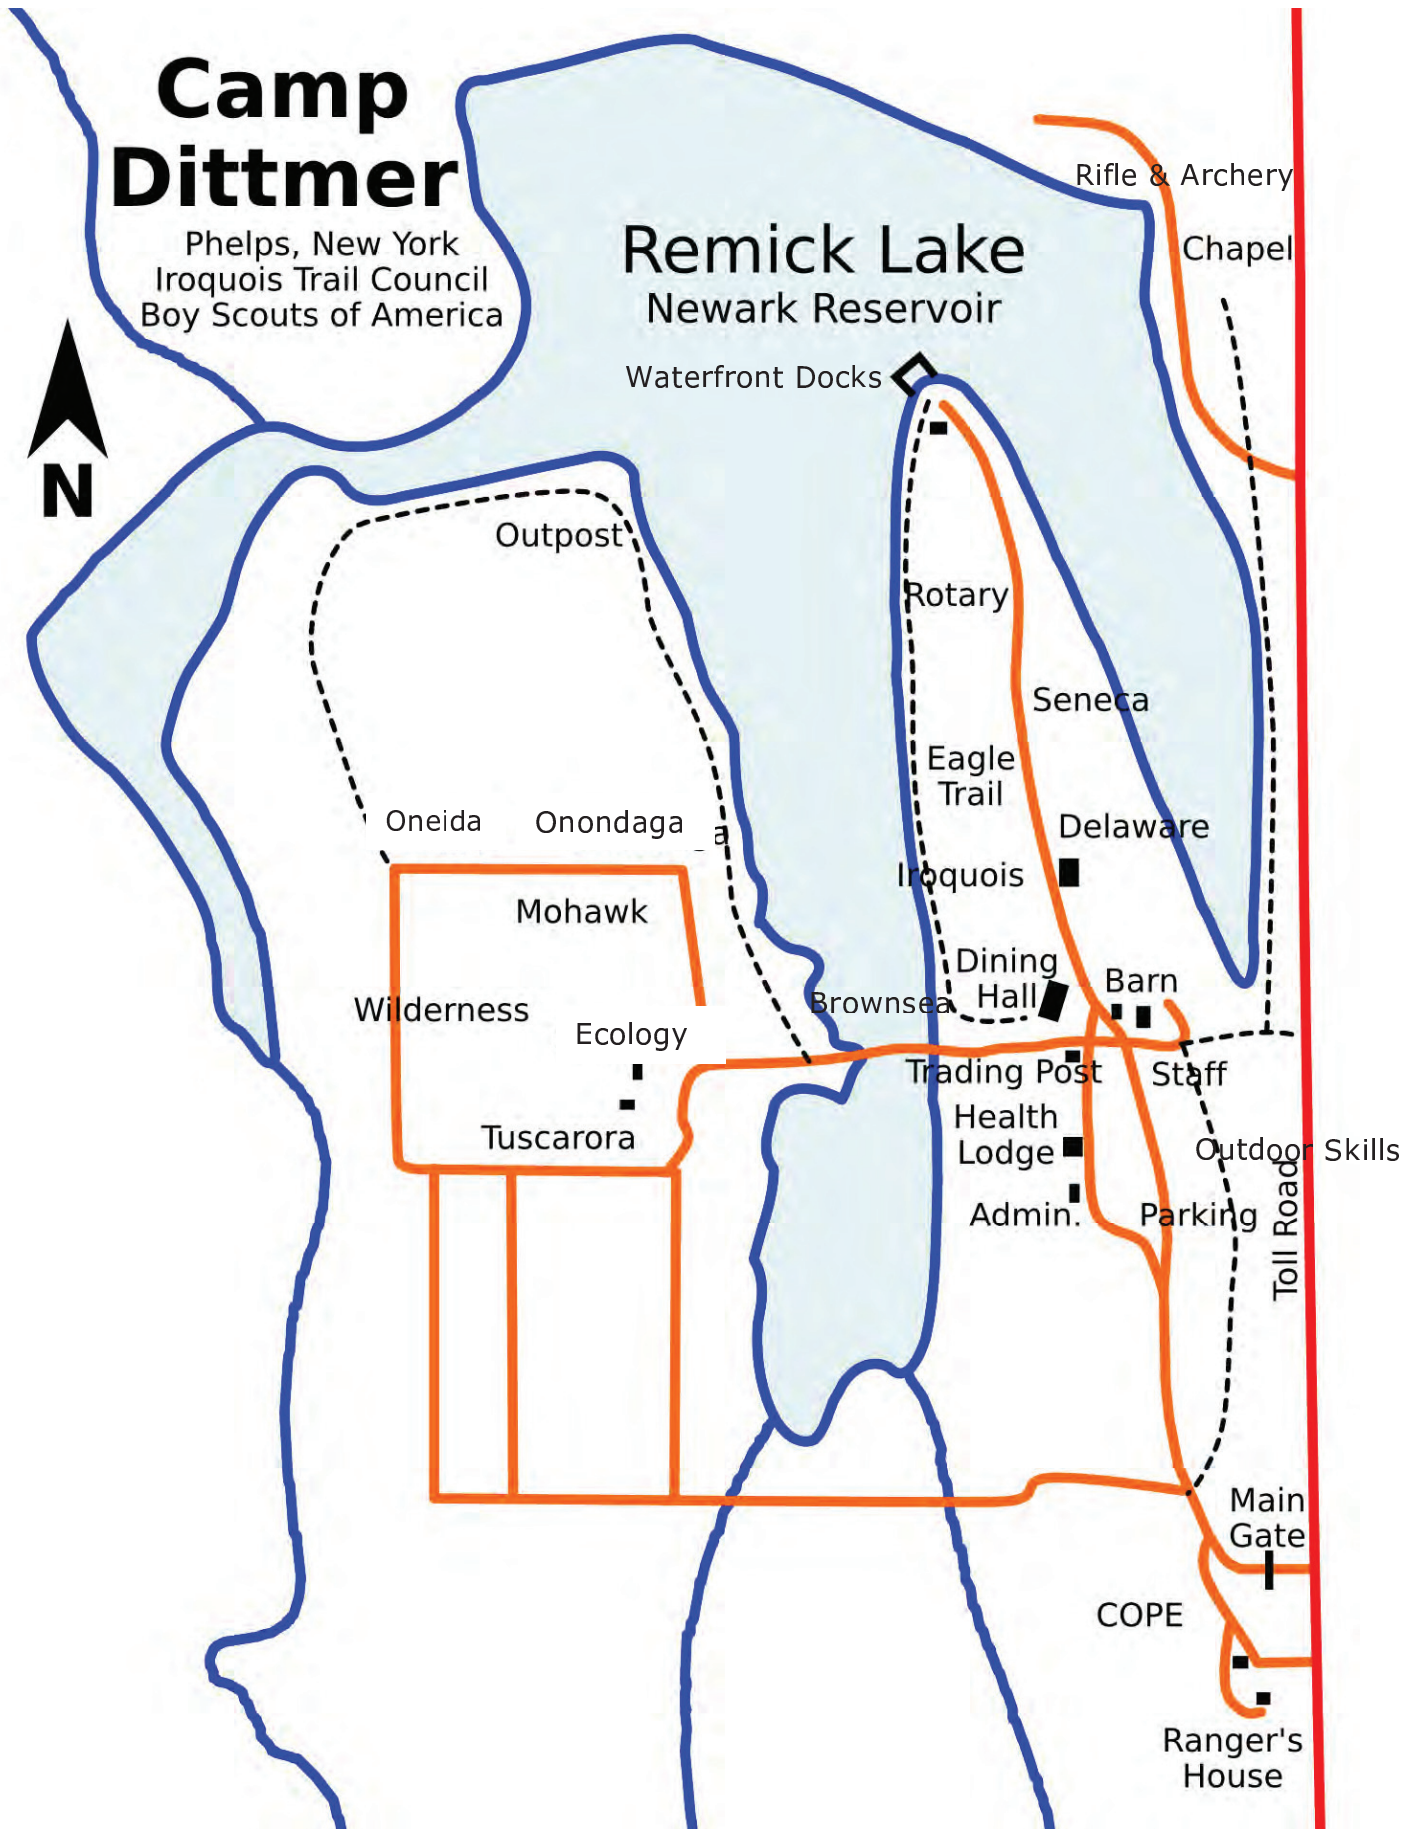 Camp
Dittmer
Phelps, New York
Iroquois Trail Council
Boy Scouts of America
N
Remick Lake
Newark Reservoir
Waterfront Docks
Rifle & Archery
Chapel
Outpost
Rotary
Seneca
Eagle
Trail
Delaware
Iroquois
Oneida
Onondaga
a
Mohawk
Wilderness
Ecology
Tuscarora
Dining
Hall
Barn
Brownsea
Trading Post
Staff
Health
Lodge
Outdoor Skills
Admin.
Parking
Toll Road
Main
Gate
COPE
Ranger's
House